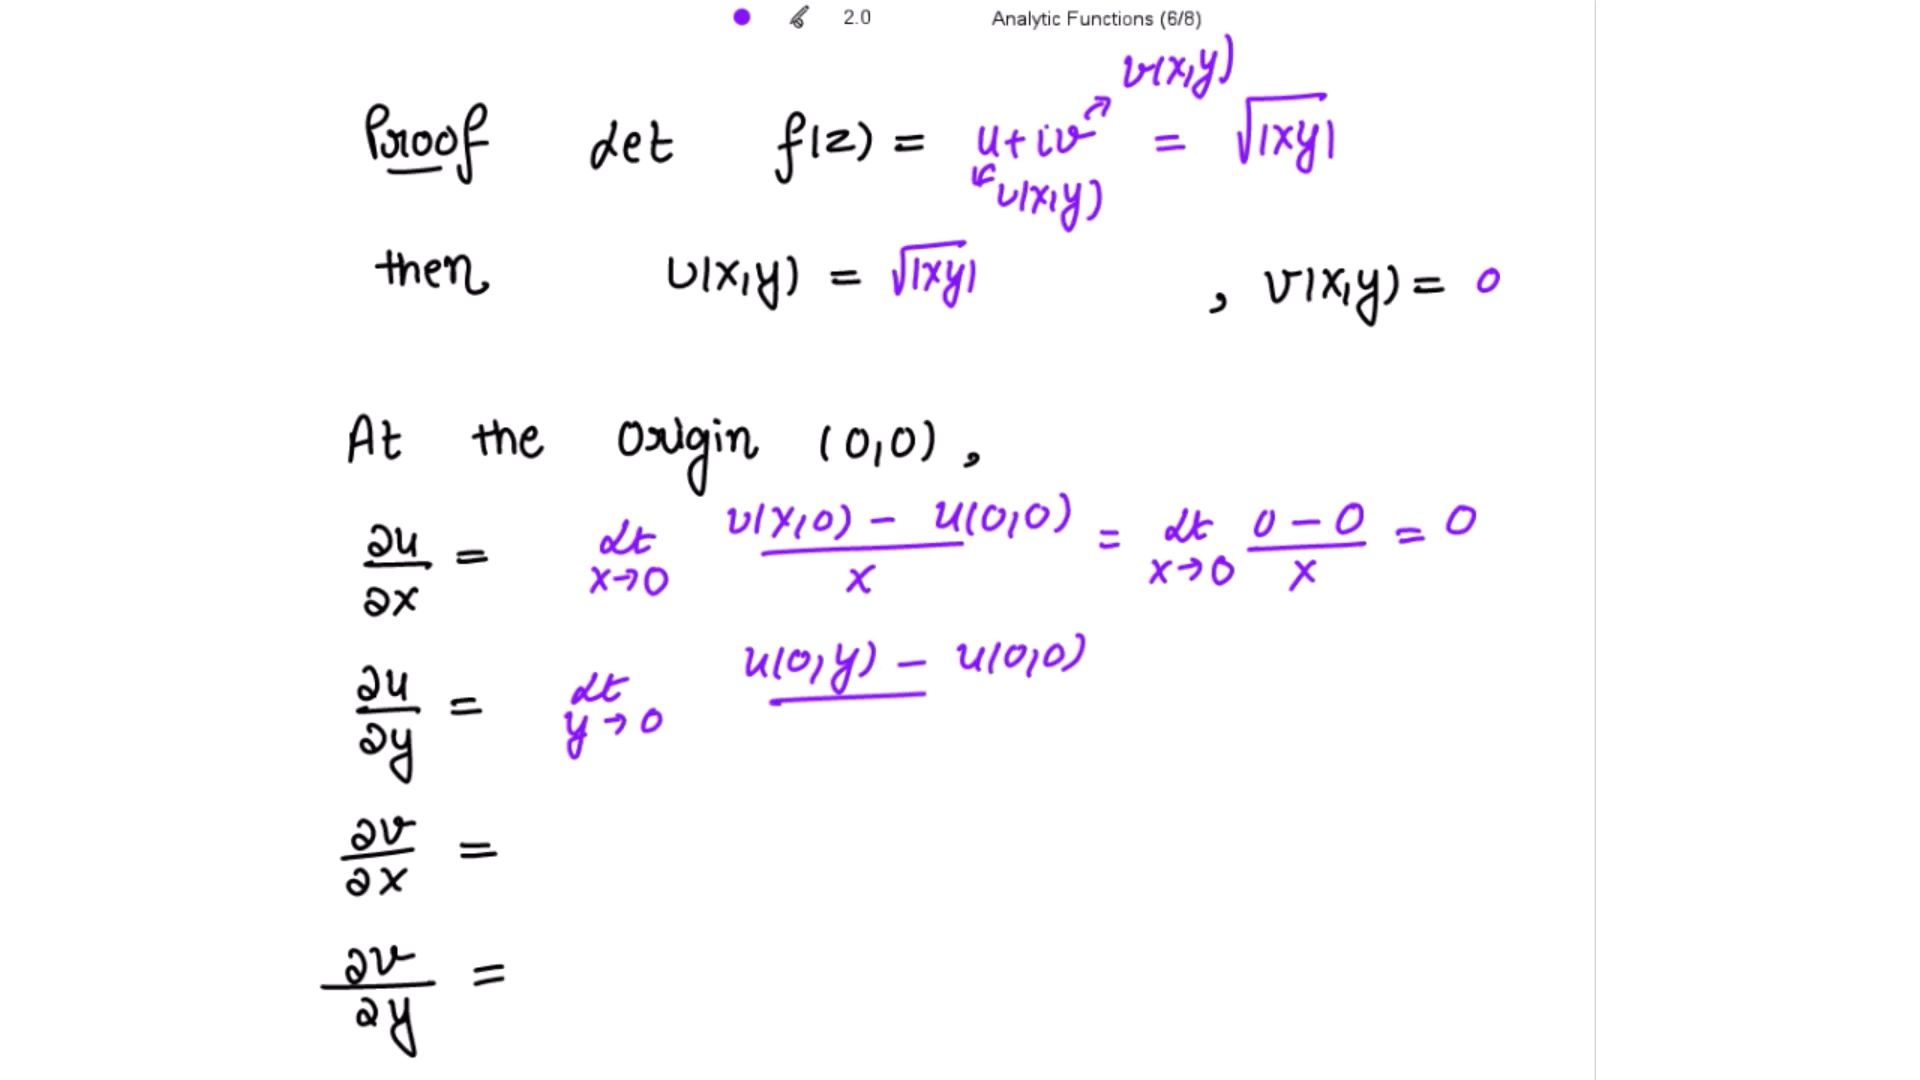 2.0 Analytic Functions (6/8)
v(x,y)
Proof Let f(z) = u+iv = √|xy|
u(x,y)
then u(x,y) = √|xy| , v(x,y) = 0
At the origin (0,0),
∂u/∂x = Lt x→0 u(x,0) - u(0,0) / x = Lt x→0 0-0 / x = 0
∂u/∂y = Lt y→0 u(0,y) - u(0,0)
∂v/∂x =
∂v/∂y =